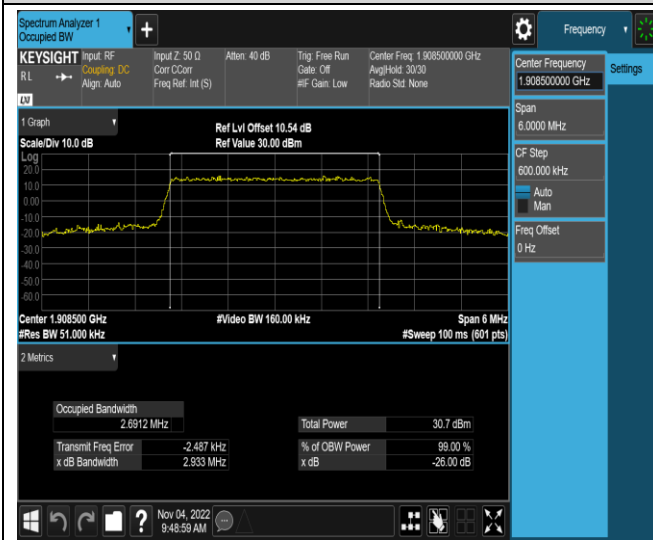 Spectrum Analyzer 1
Occupied BW
+
Frequency
KEYSIGHT Input: RF
R L
Coupling: DC
Align: Auto
LXI
Input Z: 50 Ω
Corr CCorr
Freq Ref: Int (S)
Atten: 40 dB
Trig: Free Run
Gate: Off
#IF Gain: Low
Center Freq: 1.908500000 GHz
Avg|Hold: 30/30
Radio Std: None
Center Frequency
1.908500000 GHz
Settings
Span
6.0000 MHz
CF Step
600.000 kHz
Auto
Man
Freq Offset
0 Hz
1 Graph
Scale/Div 10.0 dB
Ref Lvl Offset 10.54 dB
Ref Value 30.00 dBm
Log
20.0
10.0
0.00
-10.0
-20.0
-30.0
-40.0
-50.0
-60.0
Center 1.908500 GHz
#Res BW 51.000 kHz
#Video BW 160.00 kHz
Span 6 MHz
#Sweep 100 ms (601 pts)
2 Metrics
Occupied Bandwidth
2.6912 MHz
Total Power 30.7 dBm
Transmit Freq Error -2.487 kHz
% of OBW Power 99.00 %
x dB Bandwidth 2.933 MHz
x dB -26.00 dB
?
Nov 04, 2022
9:48:59 AM